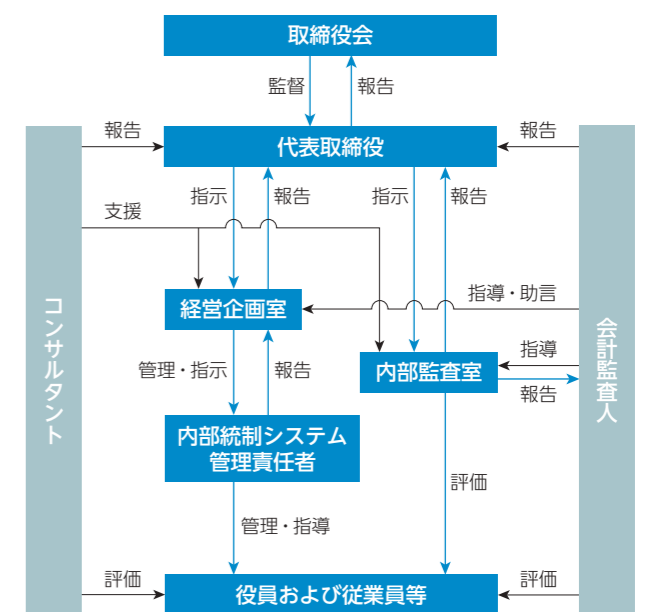 取締役会
監督
報告
報告
代表取締役
報告
指示
報告
指示
報告
支援
経営企画室
指導・助言
コンサルタント
会計監査人
管理・指示
報告
内部監査室
指導
報告
内部統制システム
管理責任者
評価
管理・指導
評価
役員および従業員等
評価